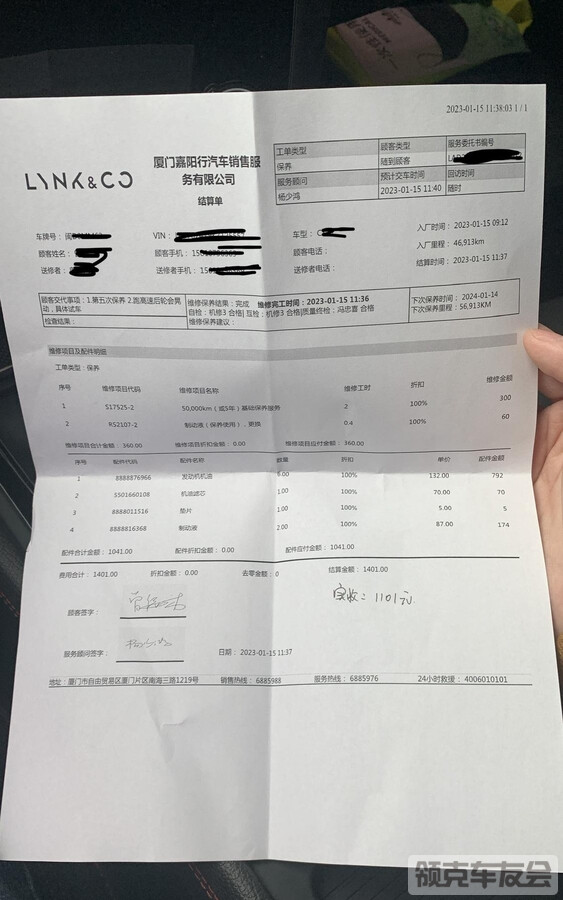 一次性使用
MEDICAL
2023-01-15 11:38:03 1 / 1
LYNK&CO
厦门嘉阳行汽车销售服
务有限公司
结算单
工单类型 顾客类型 服务委托书编号
保养 随到顾客
服务顾问 预计交车时间 回访时间
杨少鸿 2023-01-15 11:40 随时
车牌号： 闽 VIN： 车型： 入厂时间： 2023-01-15 09:12
顾客姓名： 顾客手机： 顾客电话： 入厂里程： 46,913km
送修者： 送修者手机： 送修者电话： 结算时间： 2023-01-15 11:37
顾客交代事项：1.第五次保养 2.跑高速后轮会晃动，具体试车
检查结果：
维修保养结果：完成 维修完工时间：2023-01-15 11:36
自检：机修3 合格| 互检：机修3 合格|质量终检：冯忠喜 合格
维修保养建议：
下次保养时间： 2024-01-14
下次保养里程： 56,913KM
维修项目及配件明细
工单类型： 保养
序号 维修项目代码 维修项目名称 维修工时 折扣 维修金额
1 S17525-2 50,000km（或5年）基础保养服务 2 100% 300
2 RS2107-2 制动液（保养使用），更换 0.4 100% 60
维修项目合计金额： 360.00 维修项目折扣金额： 0.00 维修项目应付金额： 360.00
序号 配件代码 配件名称 数量 折扣 单价 配件金额
1 8888876966 发动机机油 6.00 100% 132.00 792
2 5501660108 机油滤芯 1.00 100% 70.00 70
3 8888011516 垫片 1.00 100% 5.00 5
4 8888816368 制动液 2.00 100% 87.00 174
配件合计金额： 1041.00 配件折扣金额： 0.00 配件应付金额： 1041.00
费用合计： 1401.00 折扣金额： 0.00 去零金额： 0 结算金额： 1401.00
实收：1101元
顾客签字：
服务顾问签字：
日期： 2023-01-15 11:37
地址：厦门市自由贸易区厦门片区南海三路1219号 销售热线： 6885988 服务热线： 6885976 24小时救援： 4006010101
领克车友会